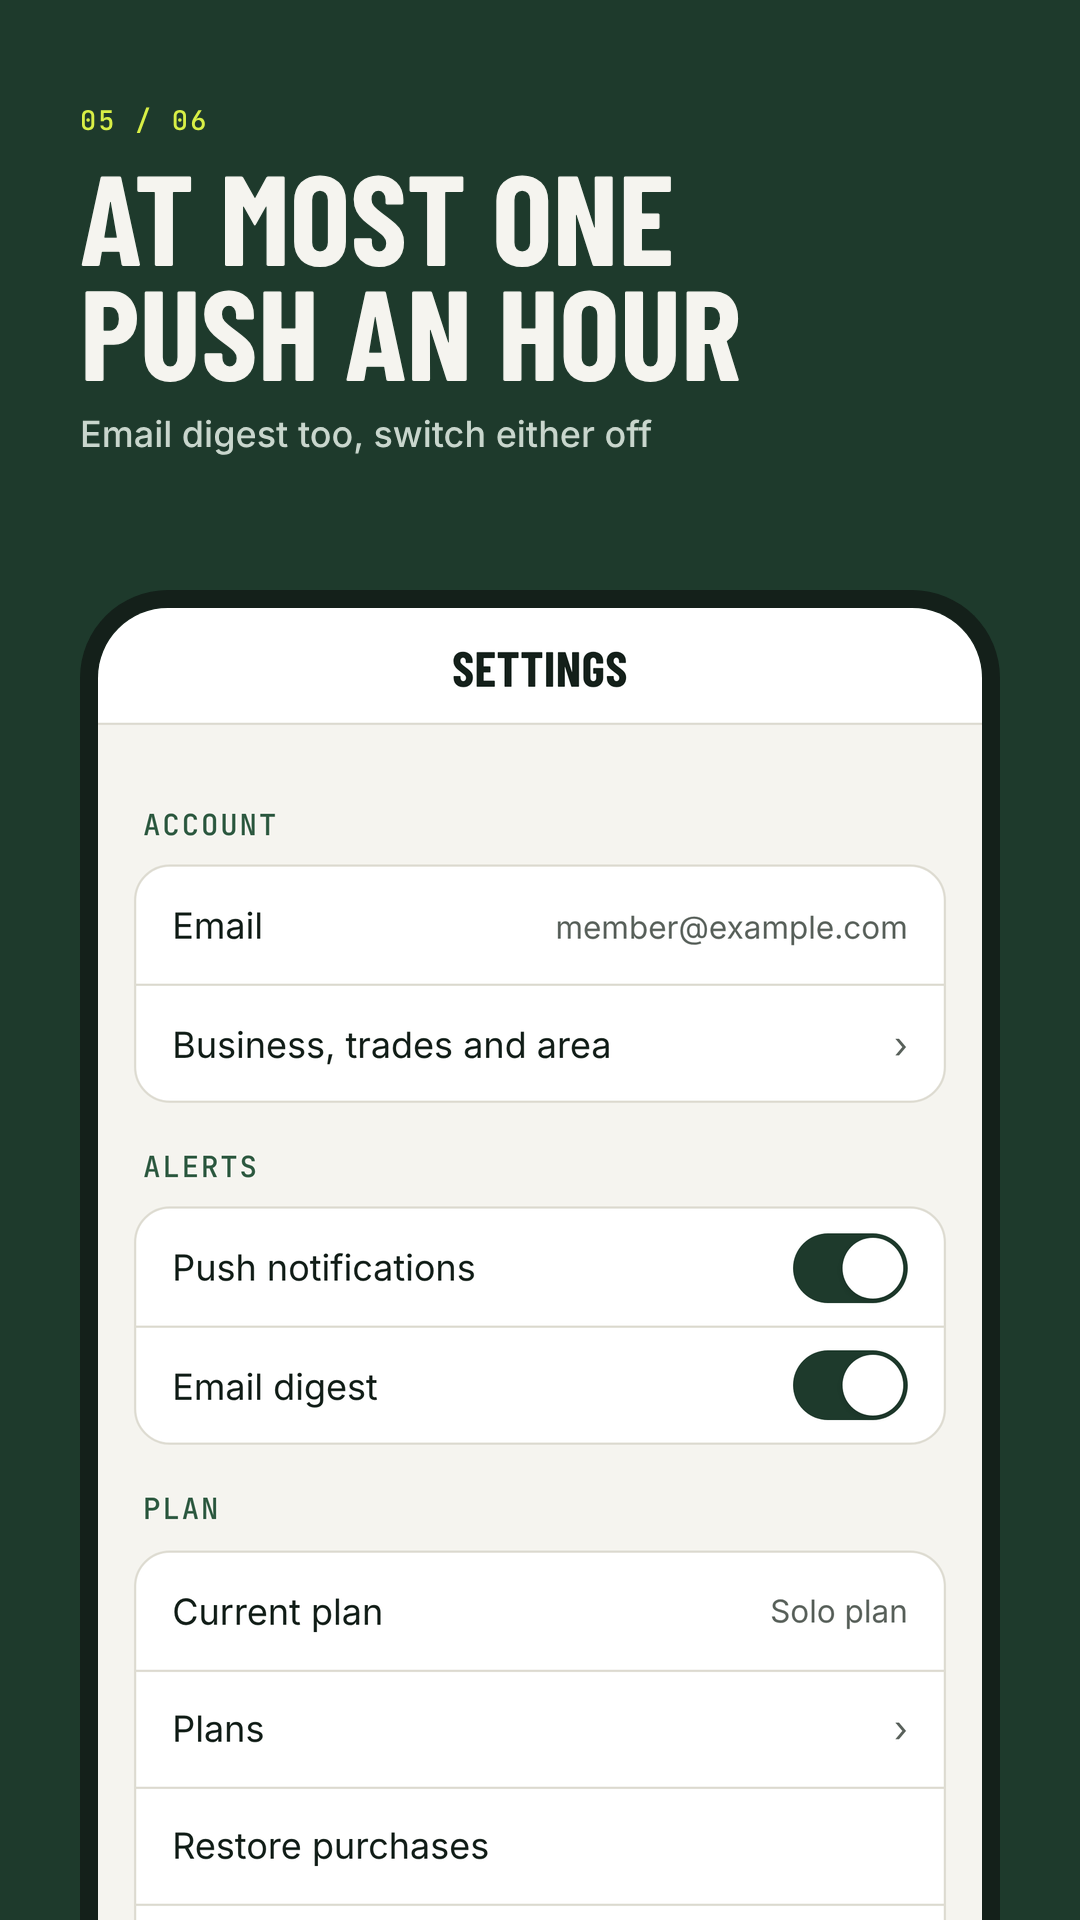 05 / 06
AT MOST ONE
PUSH AN HOUR
Email digest too, switch either off
SETTINGS
ACCOUNT
Email member@example.com
Business, trades and area ›
ALERTS
Push notifications
Email digest
PLAN
Current plan Solo plan
Plans ›
Restore purchases